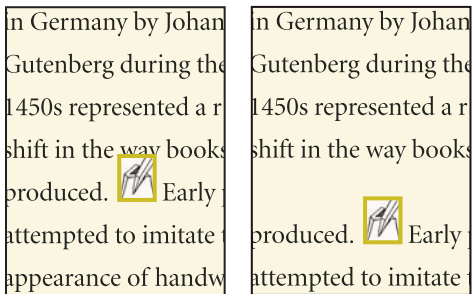 in Germany by Johan
Gutenberg during the
1450s represented a r
shift in the way books
produced. Early
attempted to imitate
appearance of handw
in Germany by Johan
Gutenberg during the
1450s represented a r
shift in the way books
produced. Early
attempted to imitate